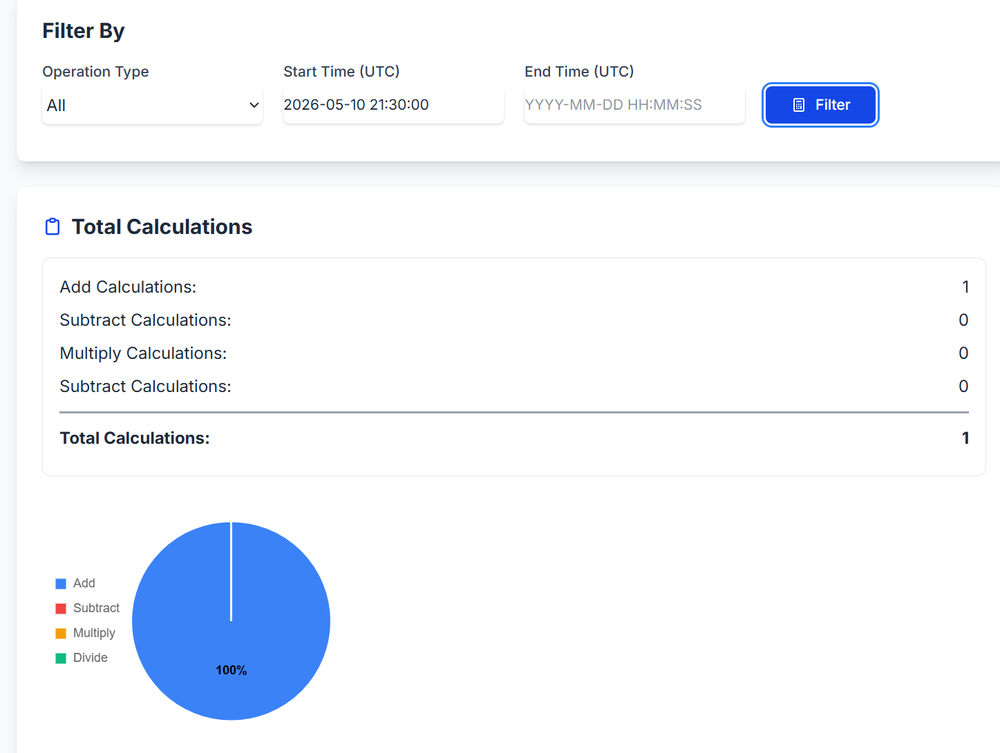 Filter By
Operation Type Start Time (UTC) End Time (UTC)
All 2026-05-10 21:30:00 YYYY-MM-DD HH:MM:SS Filter
Total Calculations
Add Calculations: 1
Subtract Calculations: 0
Multiply Calculations: 0
Subtract Calculations: 0
Total Calculations: 1
Add
Subtract
Multiply
Divide
100%